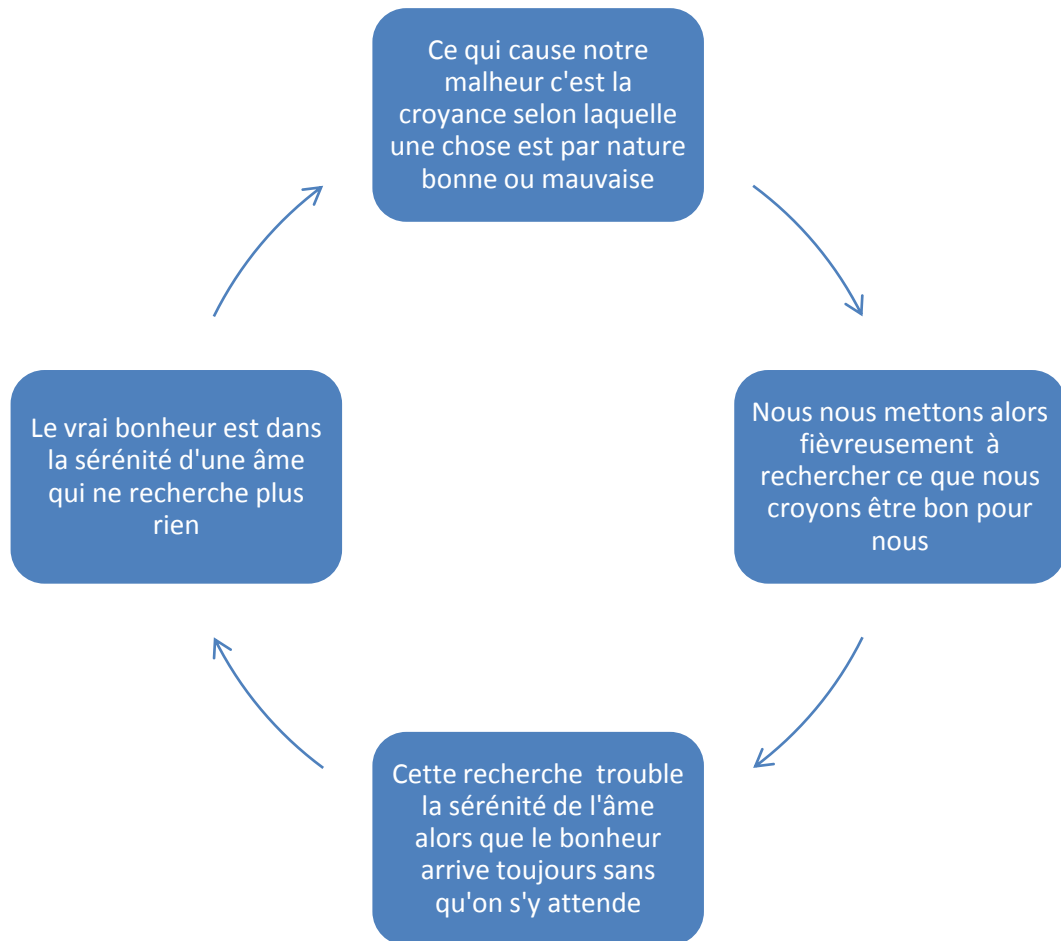 Ce qui cause notre
malheur c'est la
croyance selon laquelle
une chose est par nature
bonne ou mauvaise
Nous nous mettons alors
fièvreusement à
rechercher ce que nous
croyons être bon pour
nous
Cette recherche trouble
la sérénité de l'âme
alors que le bonheur
arrive toujours sans
qu'on s'y attende
Le vrai bonheur est dans
la sérénité d'une âme
qui ne recherche plus
rien